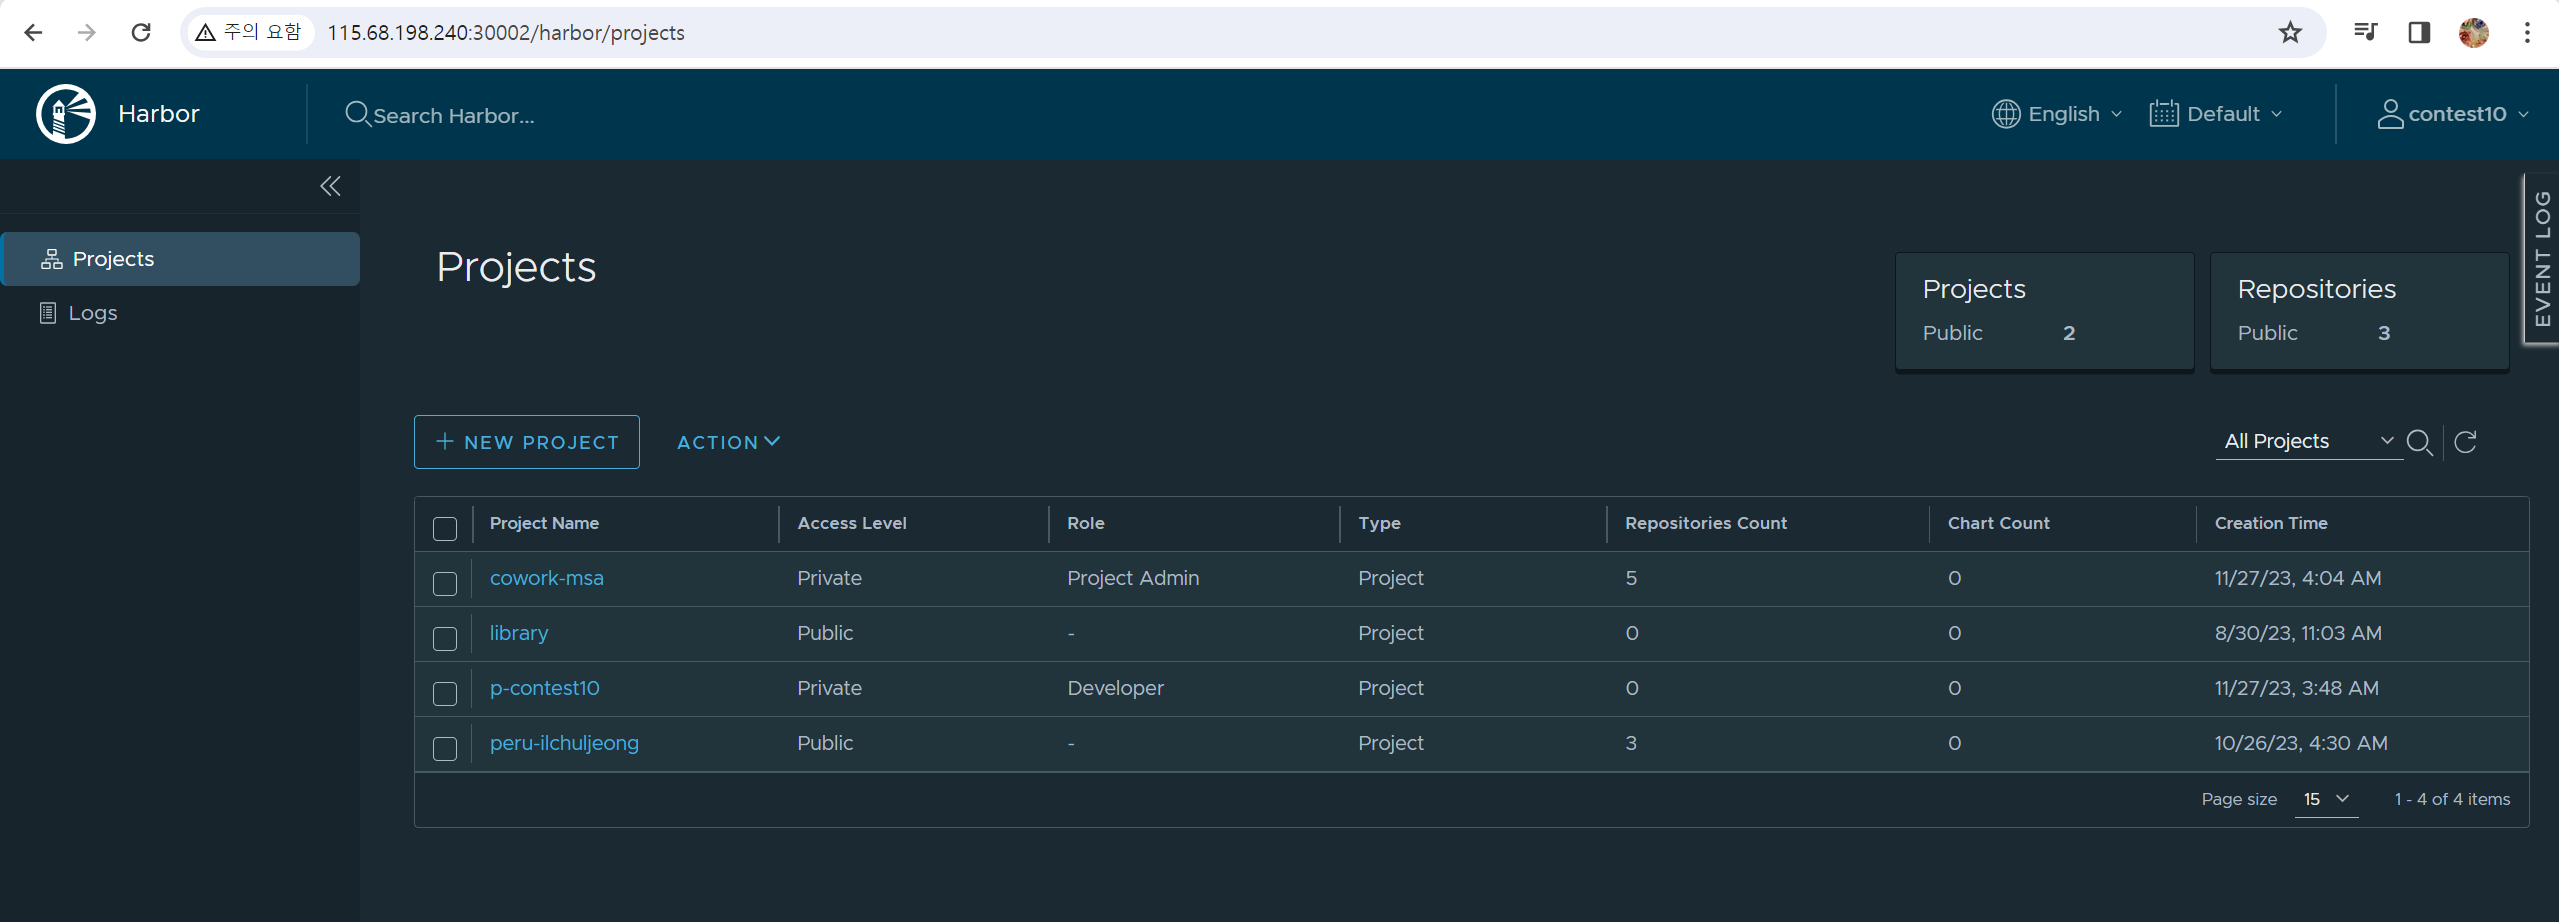 주의 요함 115.68.198.240:30002/harbor/projects
Harbor Search Harbor... English Default contest10
EVENT LOG
Projects
Logs
Projects
Projects
Public 2
Repositories
Public 3
+ NEW PROJECT ACTION All Projects
Project Name Access Level Role Type Repositories Count Chart Count Creation Time
cowork-msa Private Project Admin Project 5 0 11/27/23, 4:04 AM
library Public - Project 0 0 8/30/23, 11:03 AM
p-contest10 Private Developer Project 0 0 11/27/23, 3:48 AM
peru-ilchuljeong Public - Project 3 0 10/26/23, 4:30 AM
Page size 15 1 - 4 of 4 items